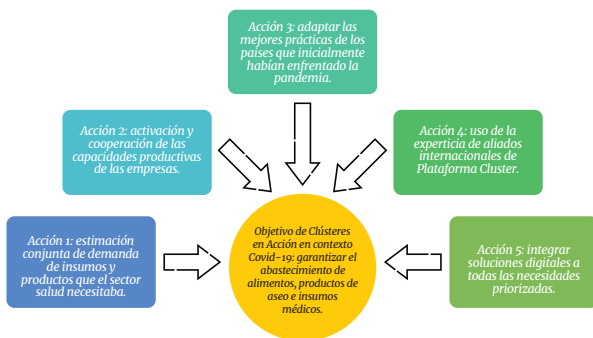 Acción 3: adaptar las
mejores prácticas de los
países que inicialmente
habían enfrentado la
pandemia.
Acción 2: activación y
cooperación de las
capacidades productivas
de las empresas.
Acción 4: uso de la
experticia de aliados
internacionales de
Plataforma Cluster.
Acción 1: estimación
conjunta de demanda
de insumos y
productos que el sector
salud necesitaba.
Objetivo de Clústeres
en Acción en contexto
Covid-19: garantizar el
abastecimiento de
alimentos, productos de
aseo e insumos
médicos.
Acción 5: integrar
soluciones digitales a
todas las necesidades
priorizadas.